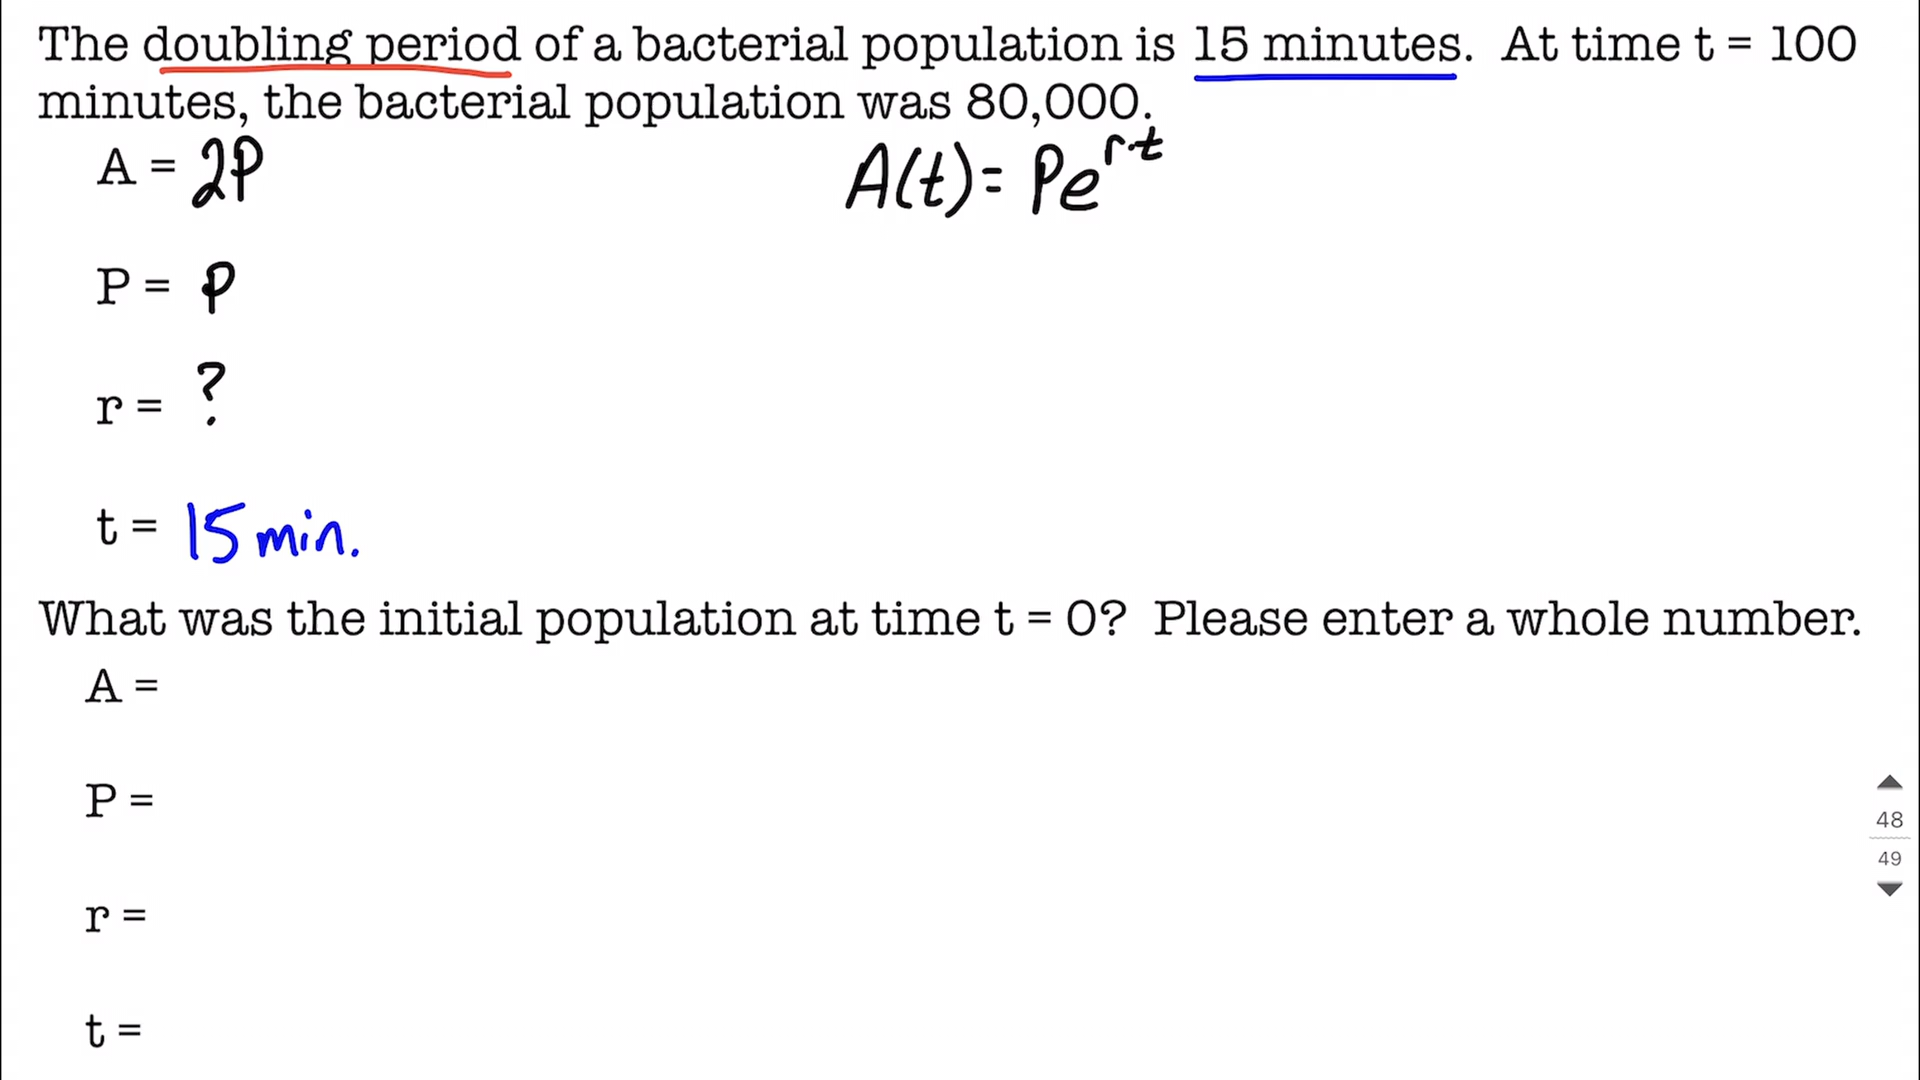 The doubling period of a bacterial population is 15 minutes. At time t = 100
minutes, the bacterial population was 80,000.
A = 2P
A(t) = Pe^{r·t}
P = P
r = ?
t = 15 min.
What was the initial population at time t = 0? Please enter a whole number.
A =
P =
48
49
r =
t =